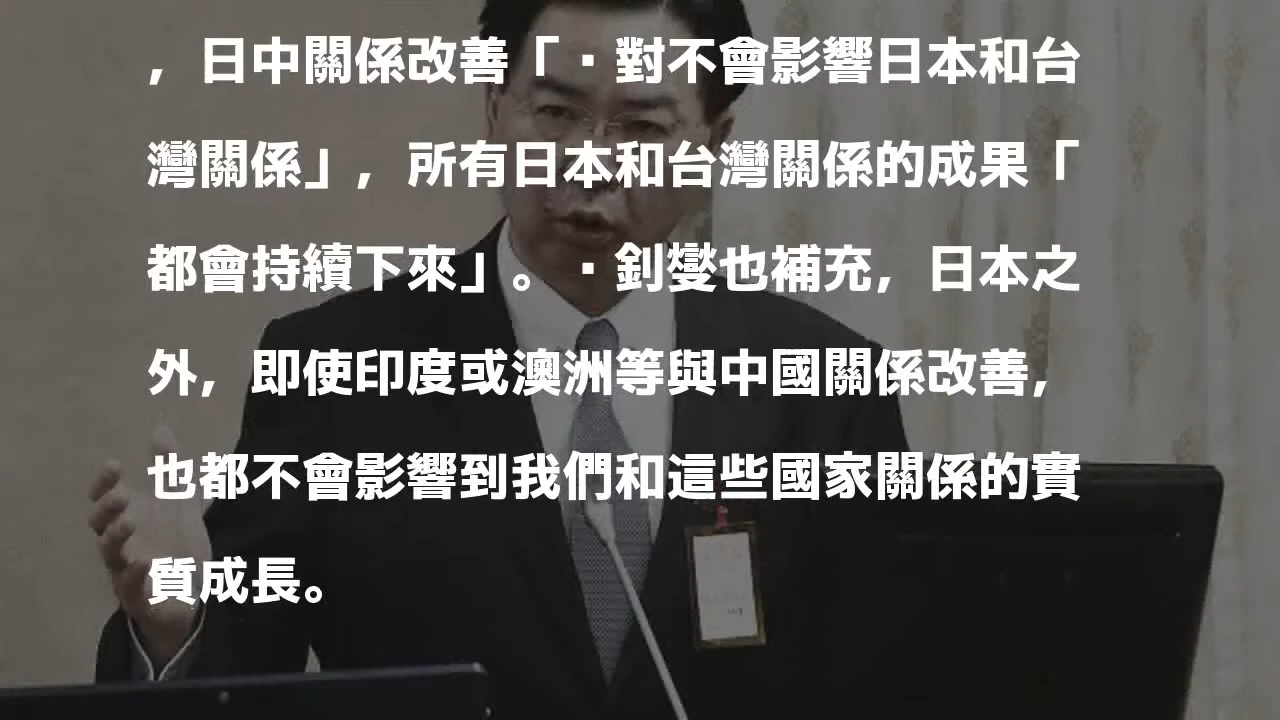 ，日中關係改善「·對不會影響日本和台
灣關係」，所有日本和台灣關係的成果「
都會持續下來」。·釗燮也補充，日本之
外，即使印度或澳洲等與中國關係改善，
也都不會影響到我們和這些國家關係的實
質成長。